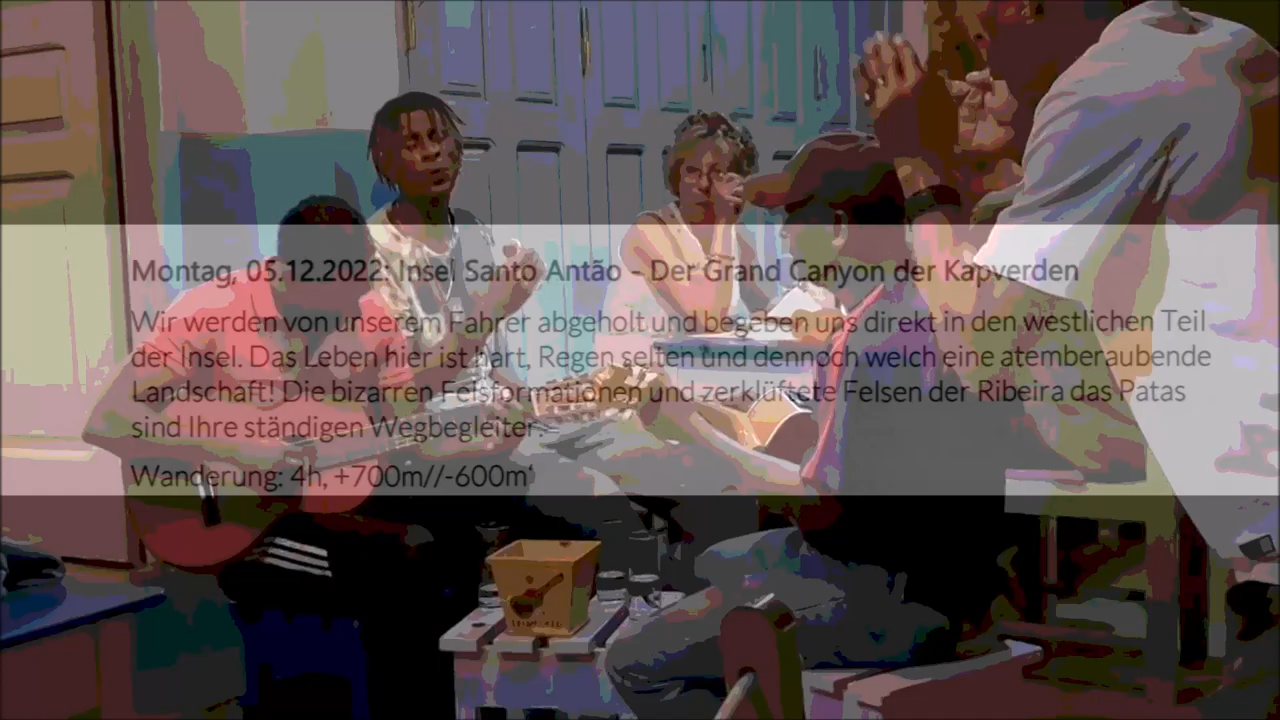 Montag, 05.12.2022: Insel Santo Antão - Der Grand Canyon der Kapverden
Wir werden von unserem Fahrer abgeholt und begeben uns direkt in den westlichen Teil
der Insel. Das Leben hier ist hart, Regen selten und dennoch welch eine atemberaubende
Landschaft! Die bizarren Felsformationen und zerklüftete Felsen der Ribeira das Patas
sind Ihre ständigen Wegbegleiter.
Wanderung: 4h, +700m//-600m'